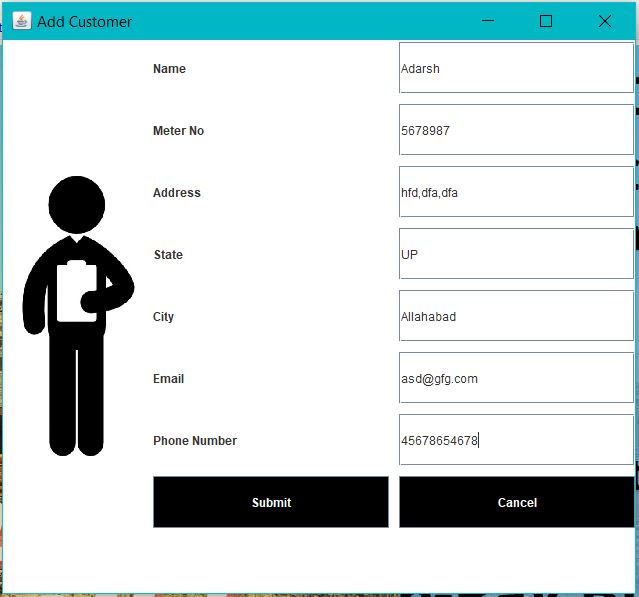 Add Customer
Name Adarsh
Meter No 5678987
Address hfd,dfa,dfa
State UP
City Allahabad
Email asd@gfg.com
Phone Number 45678654678
Submit Cancel